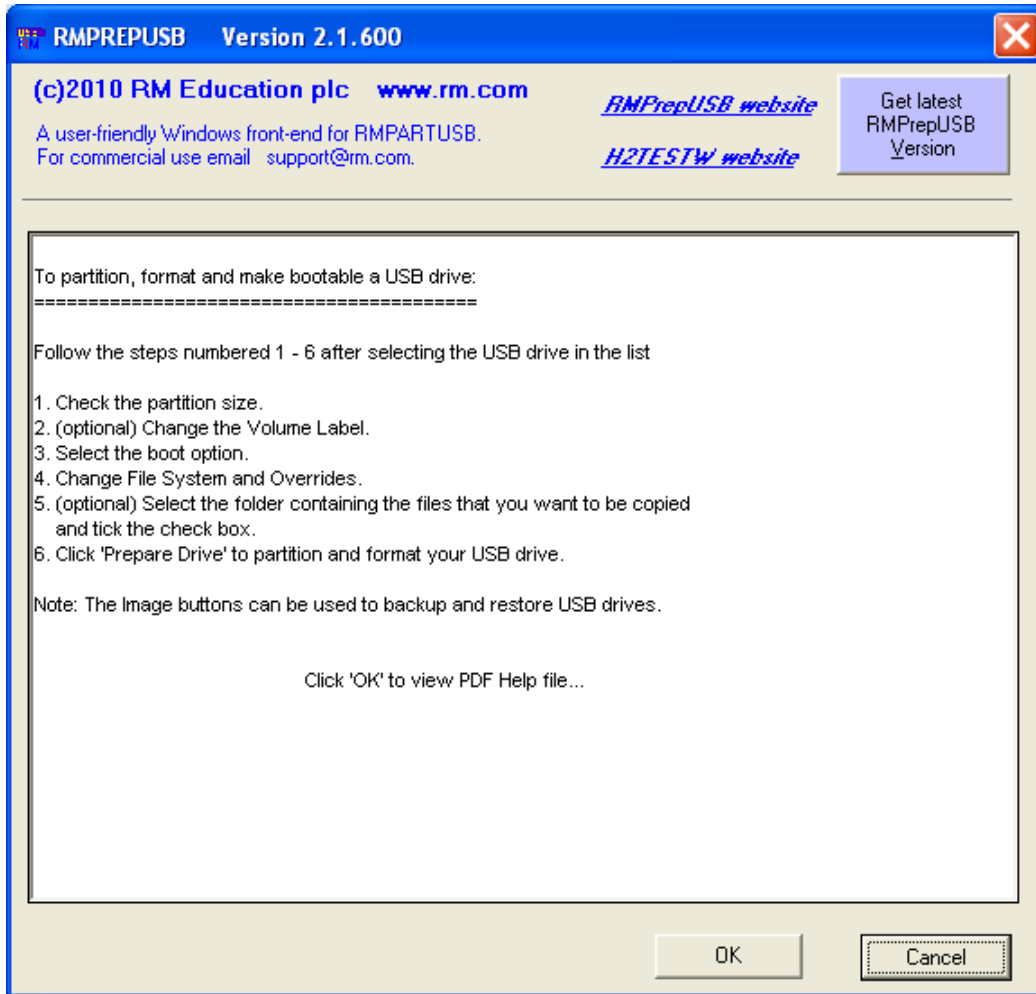 RMPREPUSB Version 2.1.600
(c)2010 RM Education plc www.rm.com
A user-friendly Windows front-end for RMPARTUSB.
For commercial use email support@rm.com.
RMPrepUSB website
H2TESTW website
Get latest
RMPrepUSB
Version
To partition, format and make bootable a USB drive:
=========================================
Follow the steps numbered 1 - 6 after selecting the USB drive in the list
1. Check the partition size.
2. (optional) Change the Volume Label.
3. Select the boot option.
4. Change File System and Overrides.
5. (optional) Select the folder containing the files that you want to be copied
and tick the check box.
6. Click 'Prepare Drive' to partition and format your USB drive.
Note: The Image buttons can be used to backup and restore USB drives.
Click 'OK' to view PDF Help file...
OK
Cancel